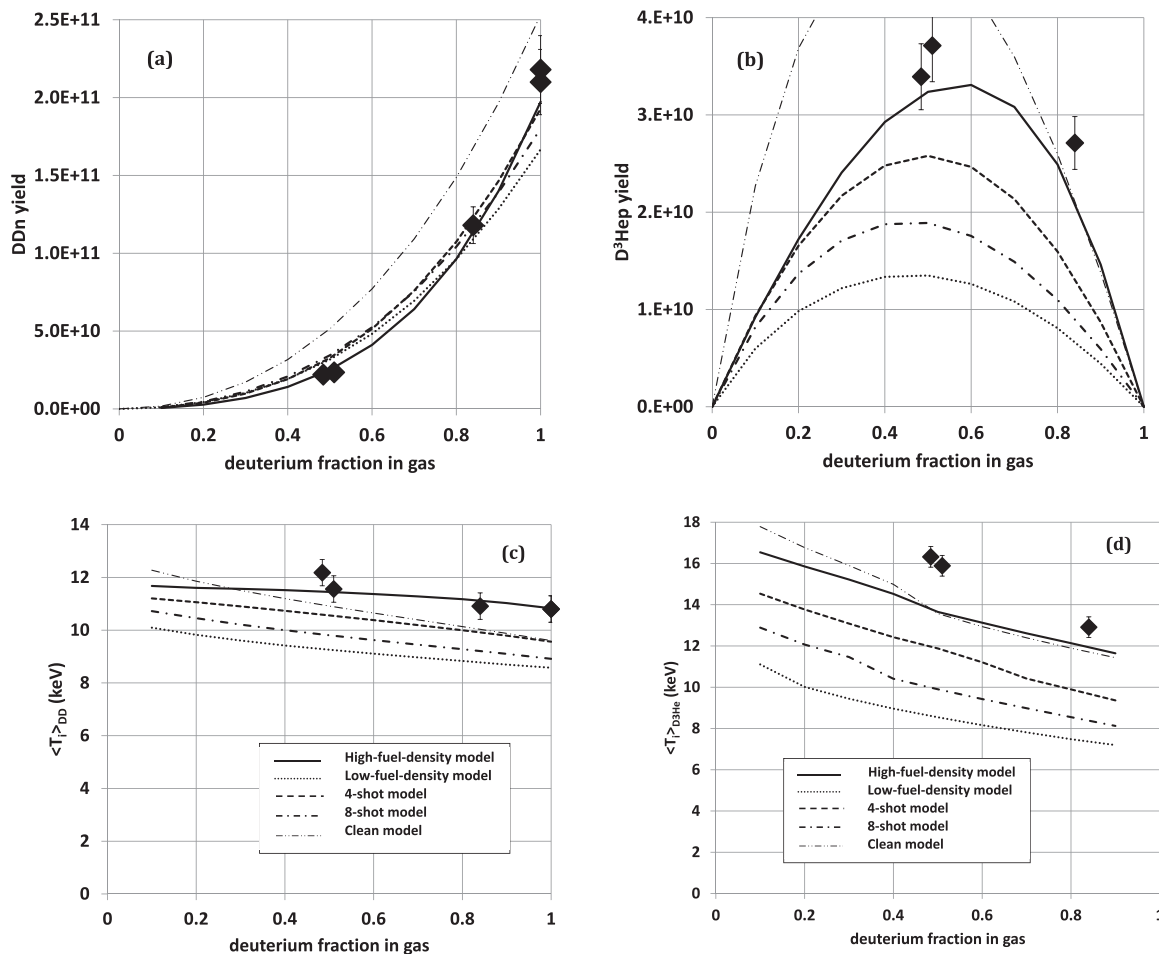 (a)
DDn yield
2.5E+11
2.0E+11
1.5E+11
1.0E+11
5.0E+10
0.0E+00
0 0.2 0.4 0.6 0.8 1
deuterium fraction in gas
(b)
D³Hep yield
4.E+10
3.E+10
2.E+10
1.E+10
0.E+00
0 0.2 0.4 0.6 0.8 1
deuterium fraction in gas
(c)
<Tᵢ>DD (keV)
14
12
10
8
6
4
2
0
High-fuel-density model
Low-fuel-density model
4-shot model
8-shot model
Clean model
0 0.2 0.4 0.6 0.8 1
deuterium fraction in gas
(d)
<Tᵢ>D3He (keV)
18
16
14
12
10
8
6
4
2
0
High-fuel-density model
Low-fuel-density model
4-shot model
8-shot model
Clean model
0 0.2 0.4 0.6 0.8 1
deuterium fraction in gas